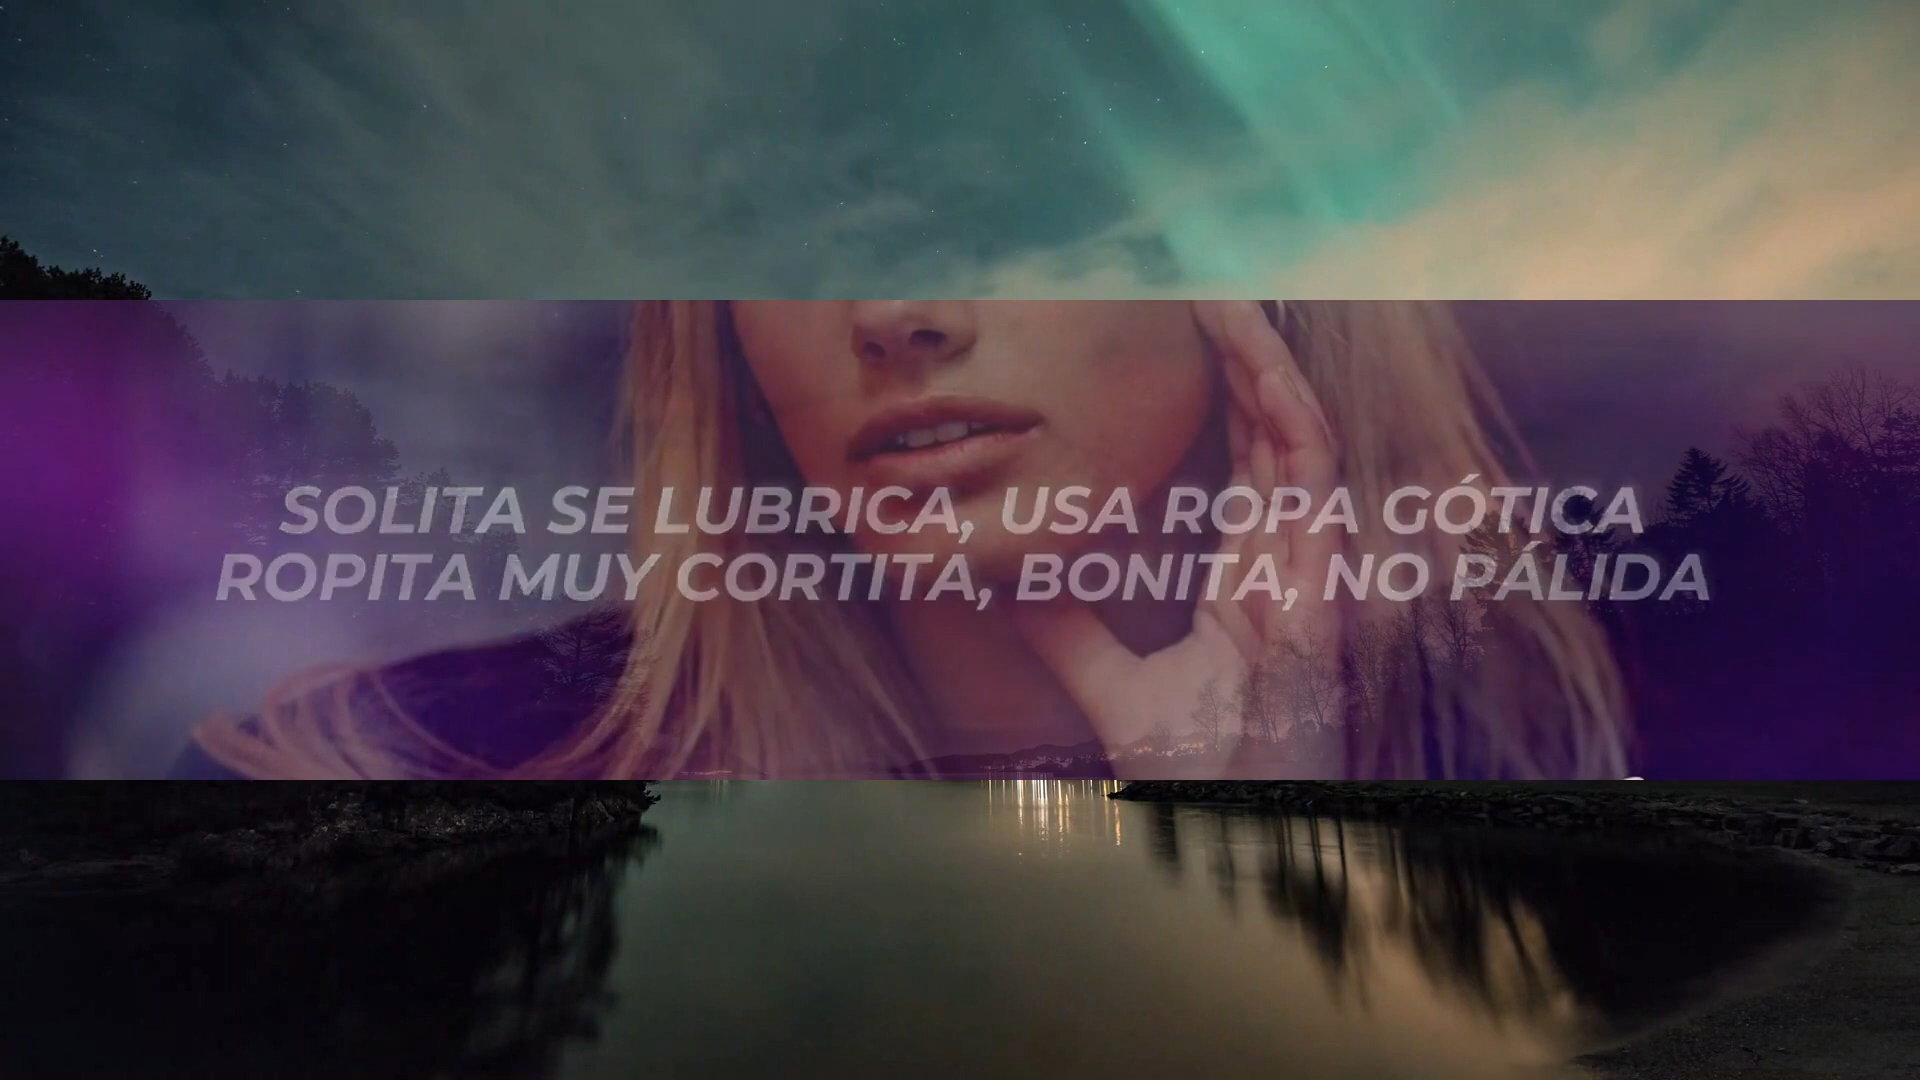 SOLITA SE LUBRICA, USA ROPA GÓTICA
ROPITA MUY CORTITA, BONITA, NO PÁLIDA